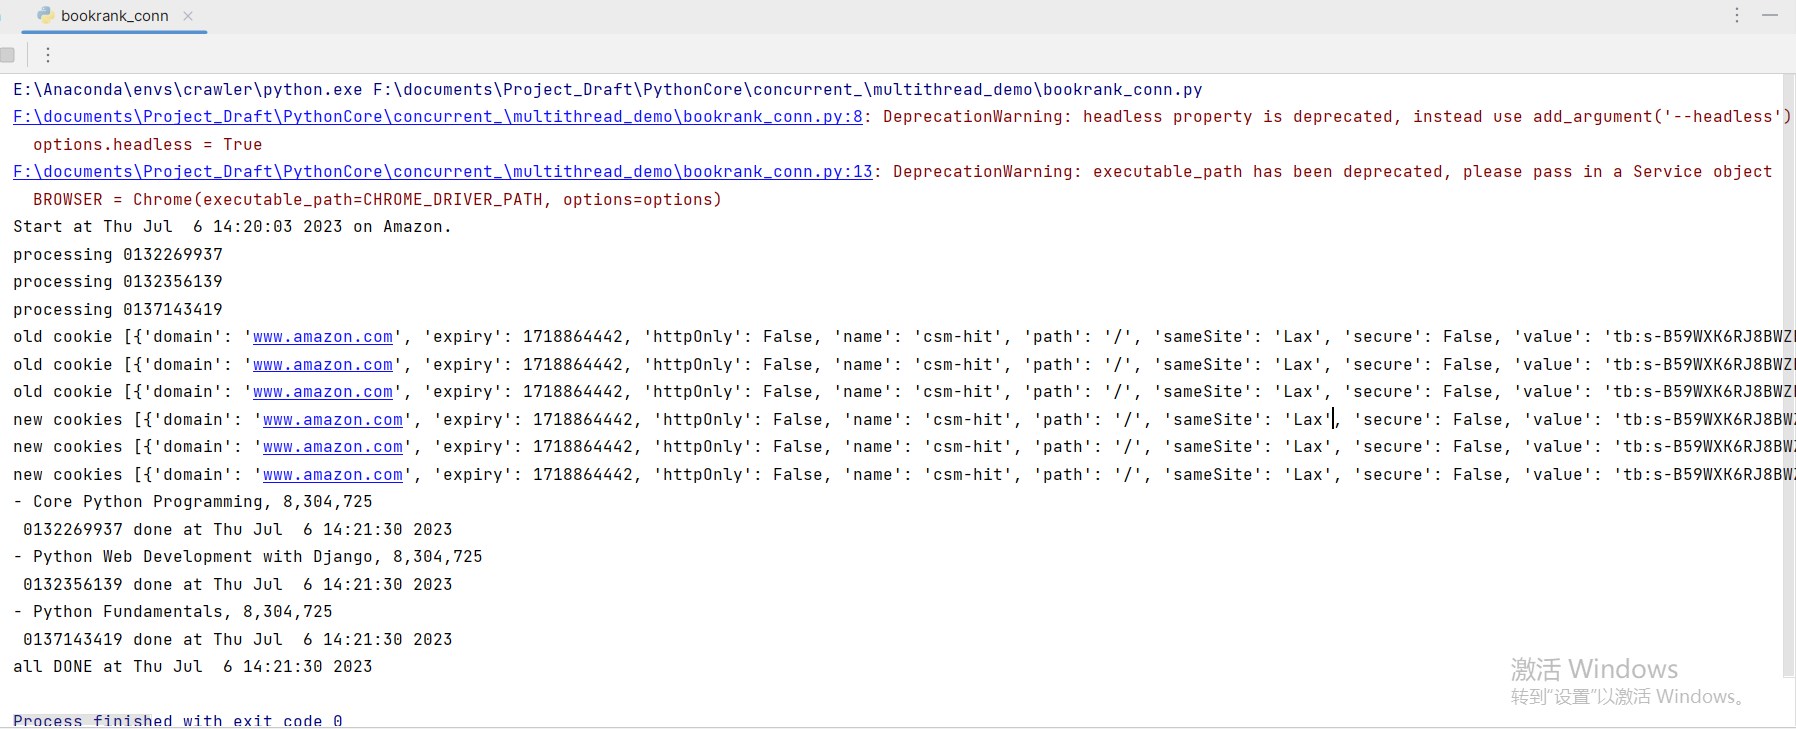 bookrank_conn
E:\Anaconda\envs\crawler\python.exe F:\documents\Project_Draft\PythonCore\concurrent_\multithread_demo\bookrank_conn.py
F:\documents\Project_Draft\PythonCore\concurrent_\multithread_demo\bookrank_conn.py:8: DeprecationWarning: headless property is deprecated, instead use add_argument('--headless')
  options.headless = True
F:\documents\Project_Draft\PythonCore\concurrent_\multithread_demo\bookrank_conn.py:13: DeprecationWarning: executable_path has been deprecated, please pass in a Service object
  BROWSER = Chrome(executable_path=CHROME_DRIVER_PATH, options=options)
Start at Thu Jul  6 14:20:03 2023 on Amazon.
processing 0132269937
processing 0132356139
processing 0137143419
old cookie [{'domain': 'www.amazon.com', 'expiry': 1718864442, 'httpOnly': False, 'name': 'csm-hit', 'path': '/', 'sameSite': 'Lax', 'secure': False, 'value': 'tb:s-B59WXK6RJ8BWZ
old cookie [{'domain': 'www.amazon.com', 'expiry': 1718864442, 'httpOnly': False, 'name': 'csm-hit', 'path': '/', 'sameSite': 'Lax', 'secure': False, 'value': 'tb:s-B59WXK6RJ8BWZ
old cookie [{'domain': 'www.amazon.com', 'expiry': 1718864442, 'httpOnly': False, 'name': 'csm-hit', 'path': '/', 'sameSite': 'Lax', 'secure': False, 'value': 'tb:s-B59WXK6RJ8BWZ
new cookies [{'domain': 'www.amazon.com', 'expiry': 1718864442, 'httpOnly': False, 'name': 'csm-hit', 'path': '/', 'sameSite': 'Lax', 'secure': False, 'value': 'tb:s-B59WXK6RJ8BW
new cookies [{'domain': 'www.amazon.com', 'expiry': 1718864442, 'httpOnly': False, 'name': 'csm-hit', 'path': '/', 'sameSite': 'Lax', 'secure': False, 'value': 'tb:s-B59WXK6RJ8BW
new cookies [{'domain': 'www.amazon.com', 'expiry': 1718864442, 'httpOnly': False, 'name': 'csm-hit', 'path': '/', 'sameSite': 'Lax', 'secure': False, 'value': 'tb:s-B59WXK6RJ8BW
- Core Python Programming, 8,304,725
 0132269937 done at Thu Jul  6 14:21:30 2023
- Python Web Development with Django, 8,304,725
 0132356139 done at Thu Jul  6 14:21:30 2023
- Python Fundamentals, 8,304,725
 0137143419 done at Thu Jul  6 14:21:30 2023
all DONE at Thu Jul  6 14:21:30 2023
激活 Windows
转到“设置”以激活 Windows。
Process finished with exit code 0